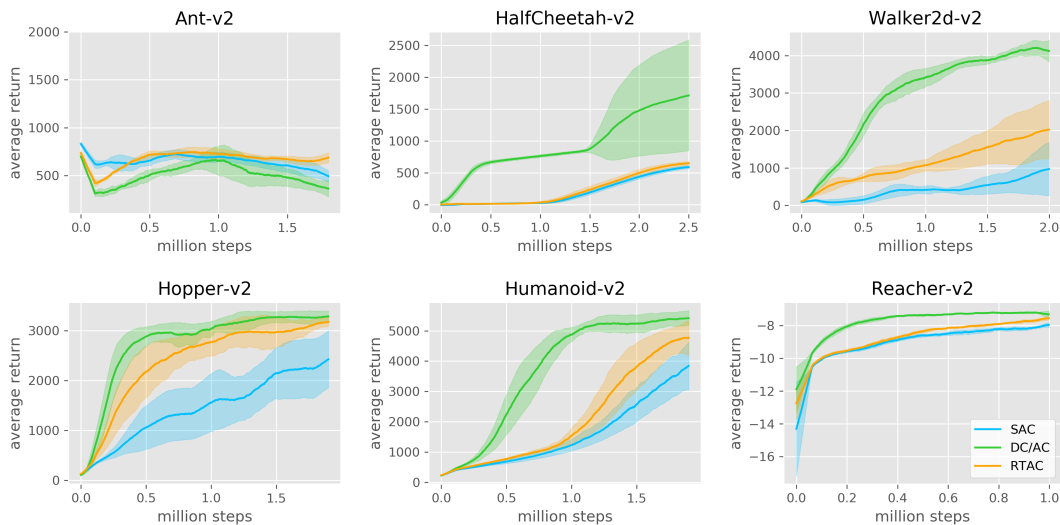 Ant-v2
2000
1500
1000
500
average return
0.0 0.5 1.0 1.5
million steps
HalfCheetah-v2
2500
2000
1500
1000
500
0
average return
0.0 0.5 1.0 1.5 2.0 2.5
million steps
Walker2d-v2
4000
3000
2000
1000
0
average return
0.0 0.5 1.0 1.5 2.0
million steps
Hopper-v2
3000
2000
1000
0
average return
0.0 0.5 1.0 1.5
million steps
Humanoid-v2
5000
4000
3000
2000
1000
0
average return
0.0 0.5 1.0 1.5
million steps
Reacher-v2
−8
−10
−12
−14
−16
average return
SAC
DC/AC
RTAC
0.0 0.2 0.4 0.6 0.8 1.0
million steps